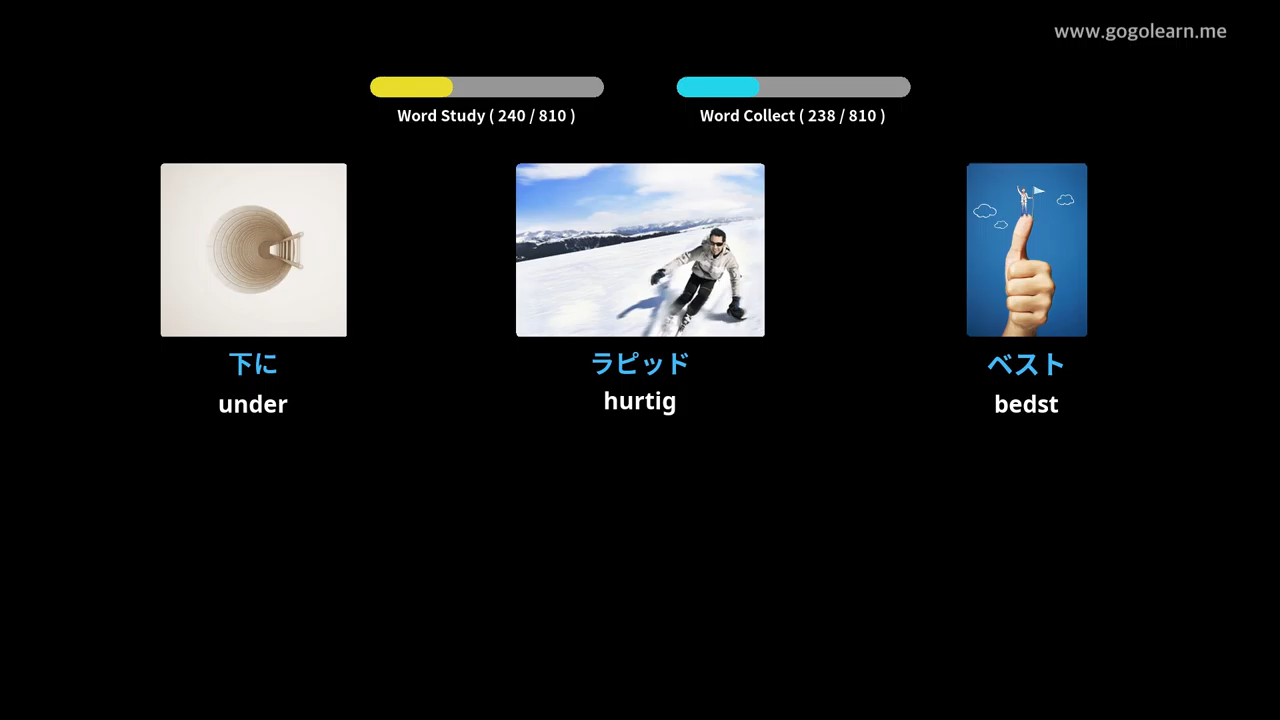 www.gogolearn.me
Word Study ( 240 / 810 )
Word Collect ( 238 / 810 )
下に
ラピッド
ベスト
under
hurtig
bedst